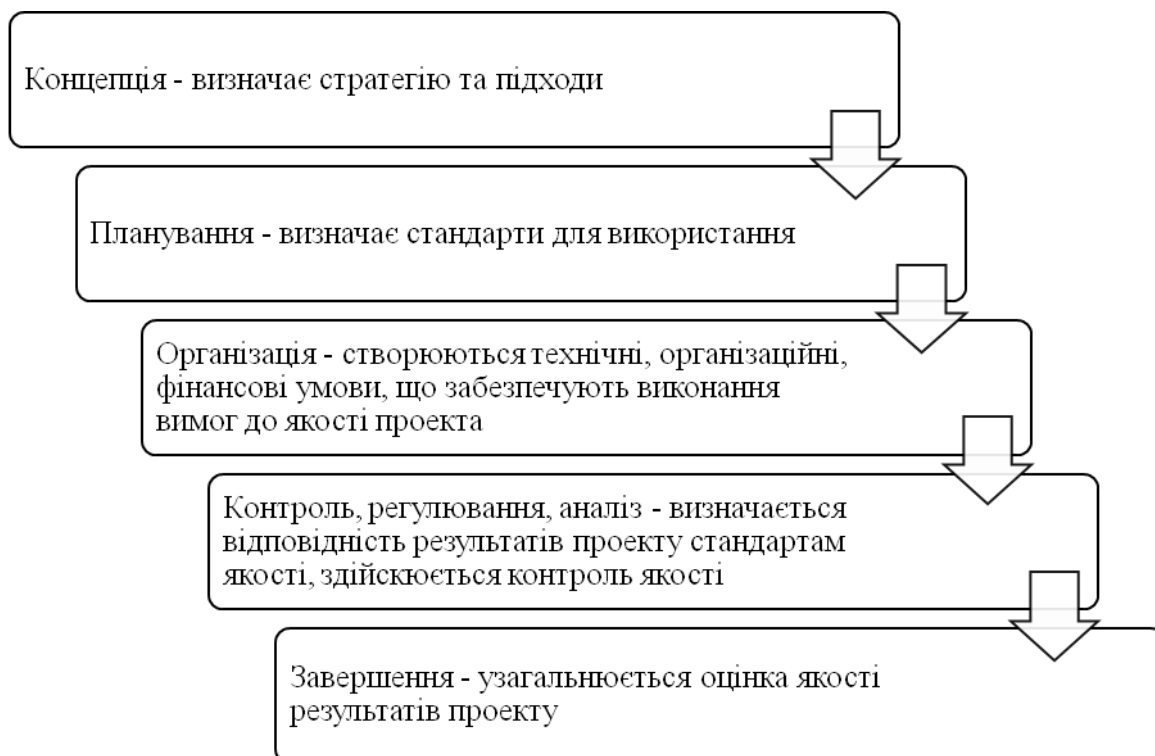 Концепція - визначає стратегію та підходи
Планування - визначає стандарти для використання
Організація - створюються технічні, організаційні,
фінансові умови, що забезпечують виконання
вимог до якості проекта
Контроль, регулювання, аналіз - визначається
відповідність результатів проекту стандартам
якості, здійскюється контроль якості
Завершення - узагальнюється оцінка якості
результатів проекту